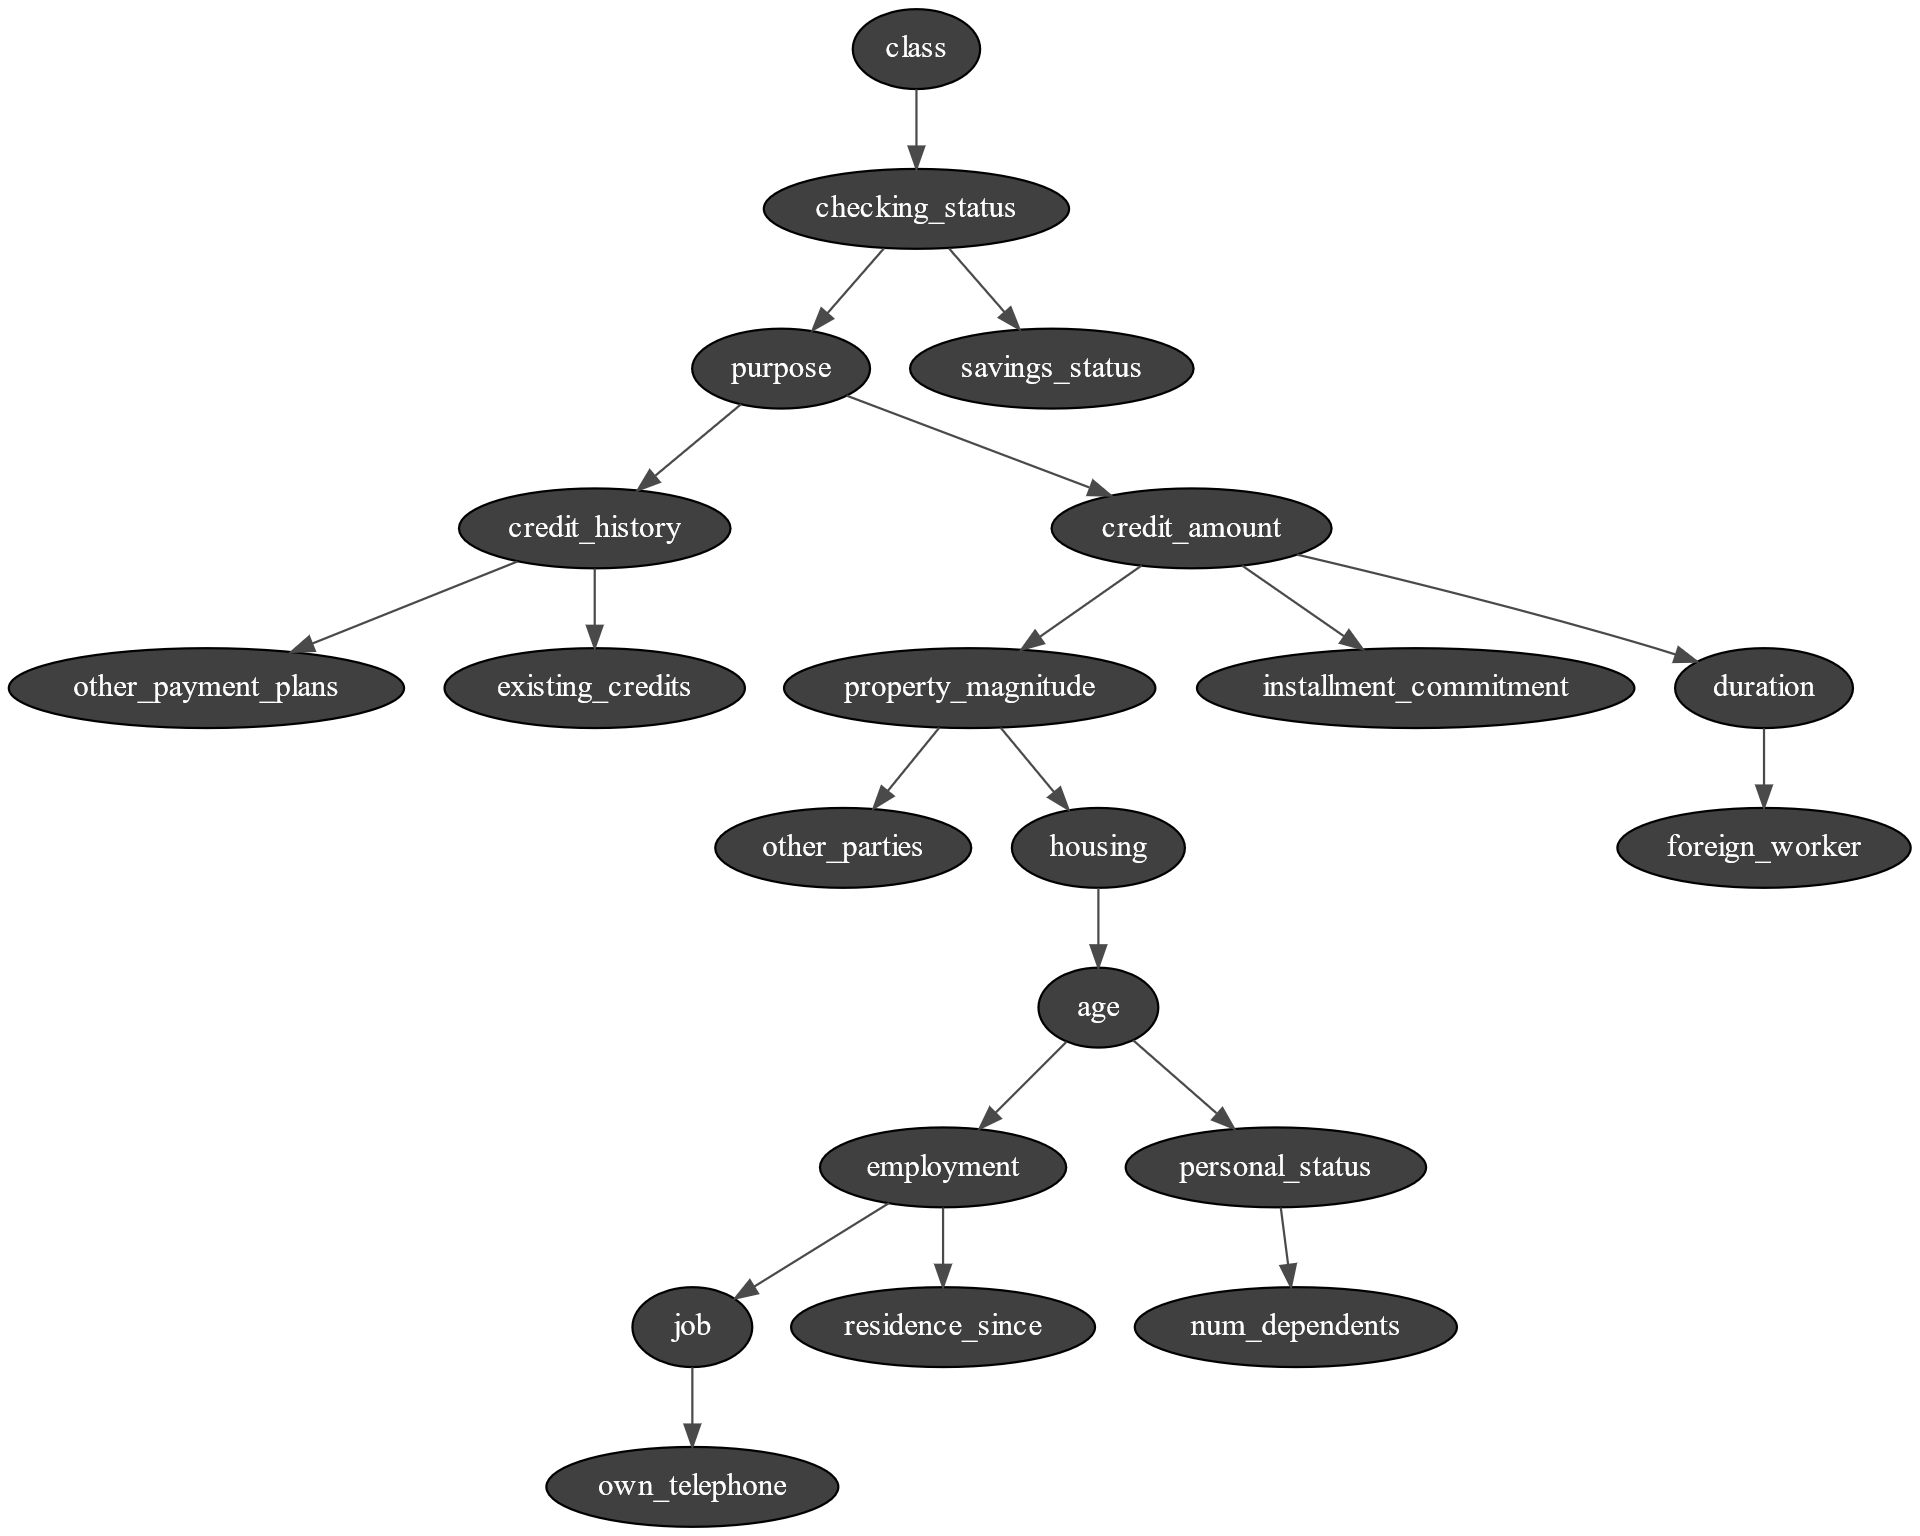 class
checking_status
purpose
savings_status
credit_history
credit_amount
other_payment_plans
existing_credits
property_magnitude
installment_commitment
duration
other_parties
housing
foreign_worker
age
employment
personal_status
job
residence_since
num_dependents
own_telephone